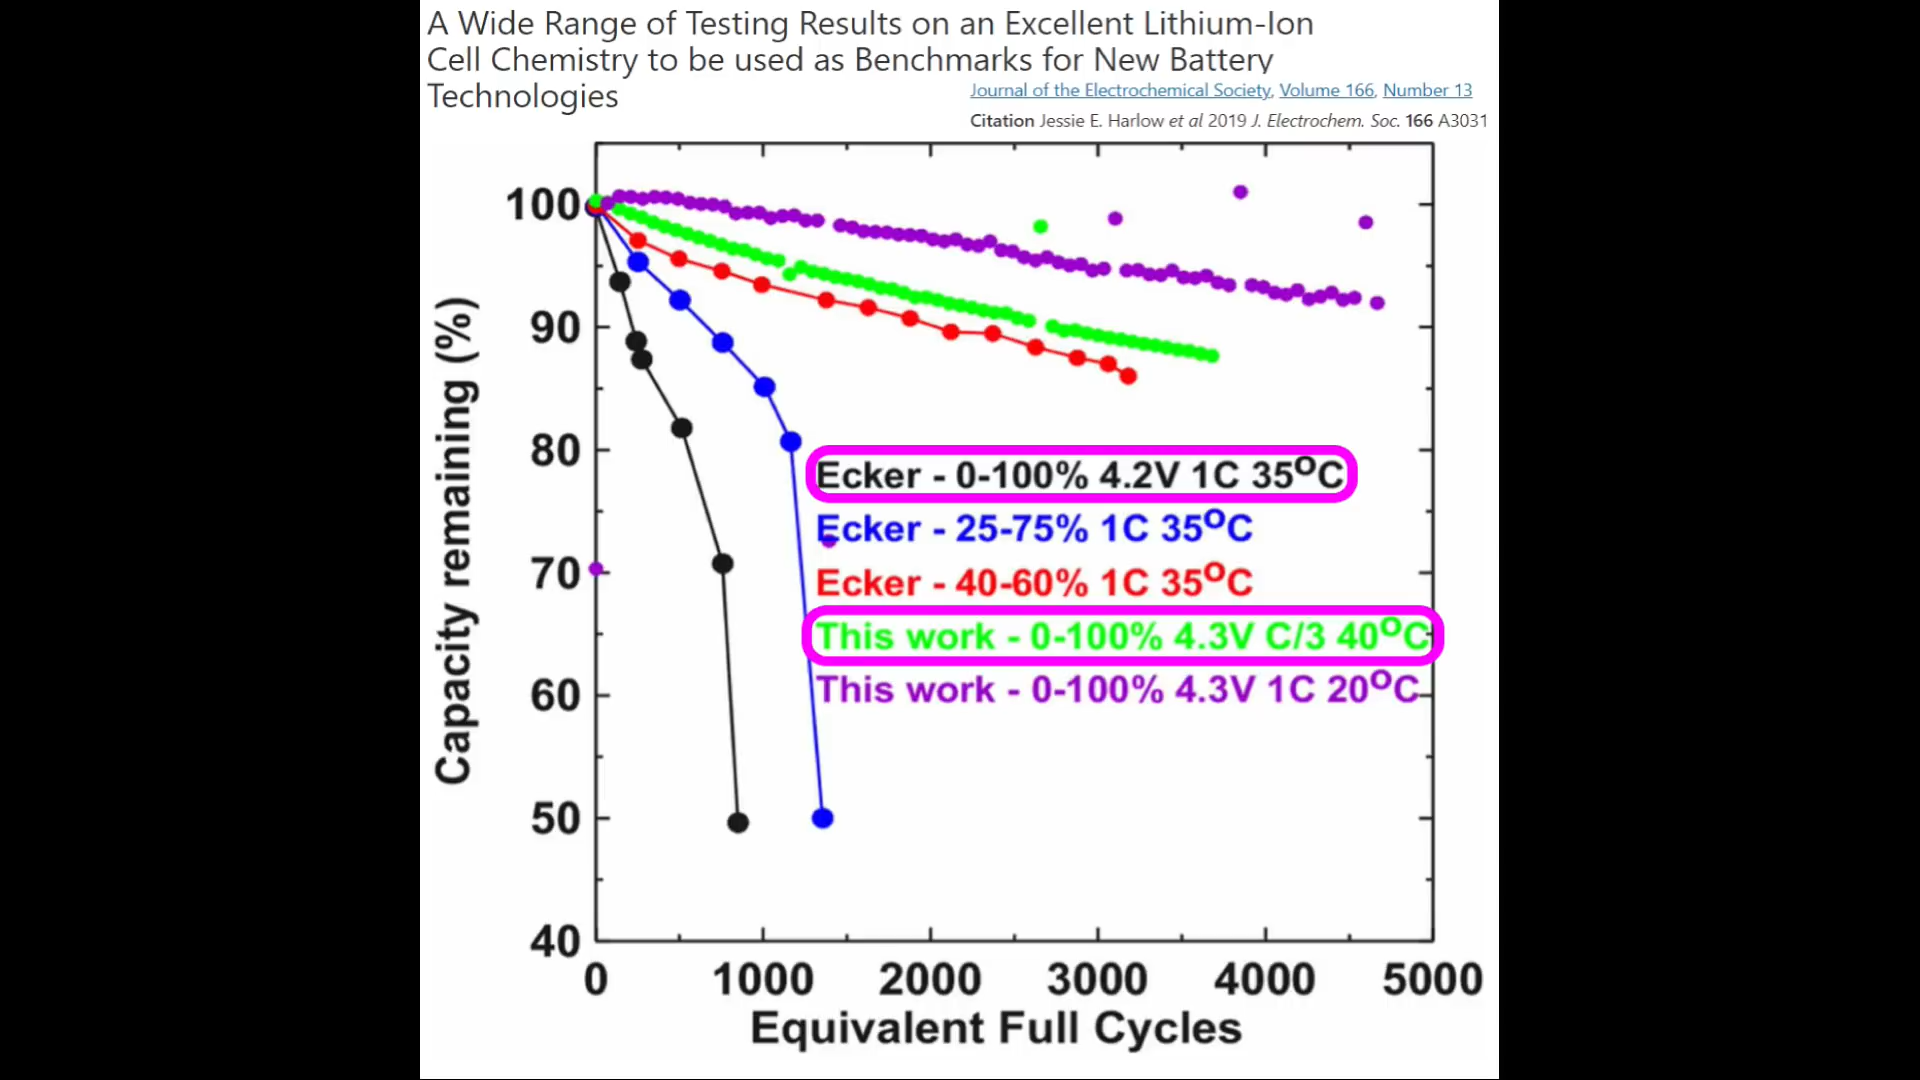 A Wide Range of Testing Results on an Excellent Lithium-Ion
Cell Chemistry to be used as Benchmarks for New Battery
Technologies
Journal of the Electrochemical Society, Volume 166, Number 13
Citation Jessie E. Harlow et al 2019 J. Electrochem. Soc. 166 A3031
Capacity remaining (%)
100
90
80
70
60
50
40
Ecker - 0-100% 4.2V 1C 35°C
Ecker - 25-75% 1C 35°C
Ecker - 40-60% 1C 35°C
This work - 0-100% 4.3V C/3 40°C
This work - 0-100% 4.3V 1C 20°C
0 1000 2000 3000 4000 5000
Equivalent Full Cycles